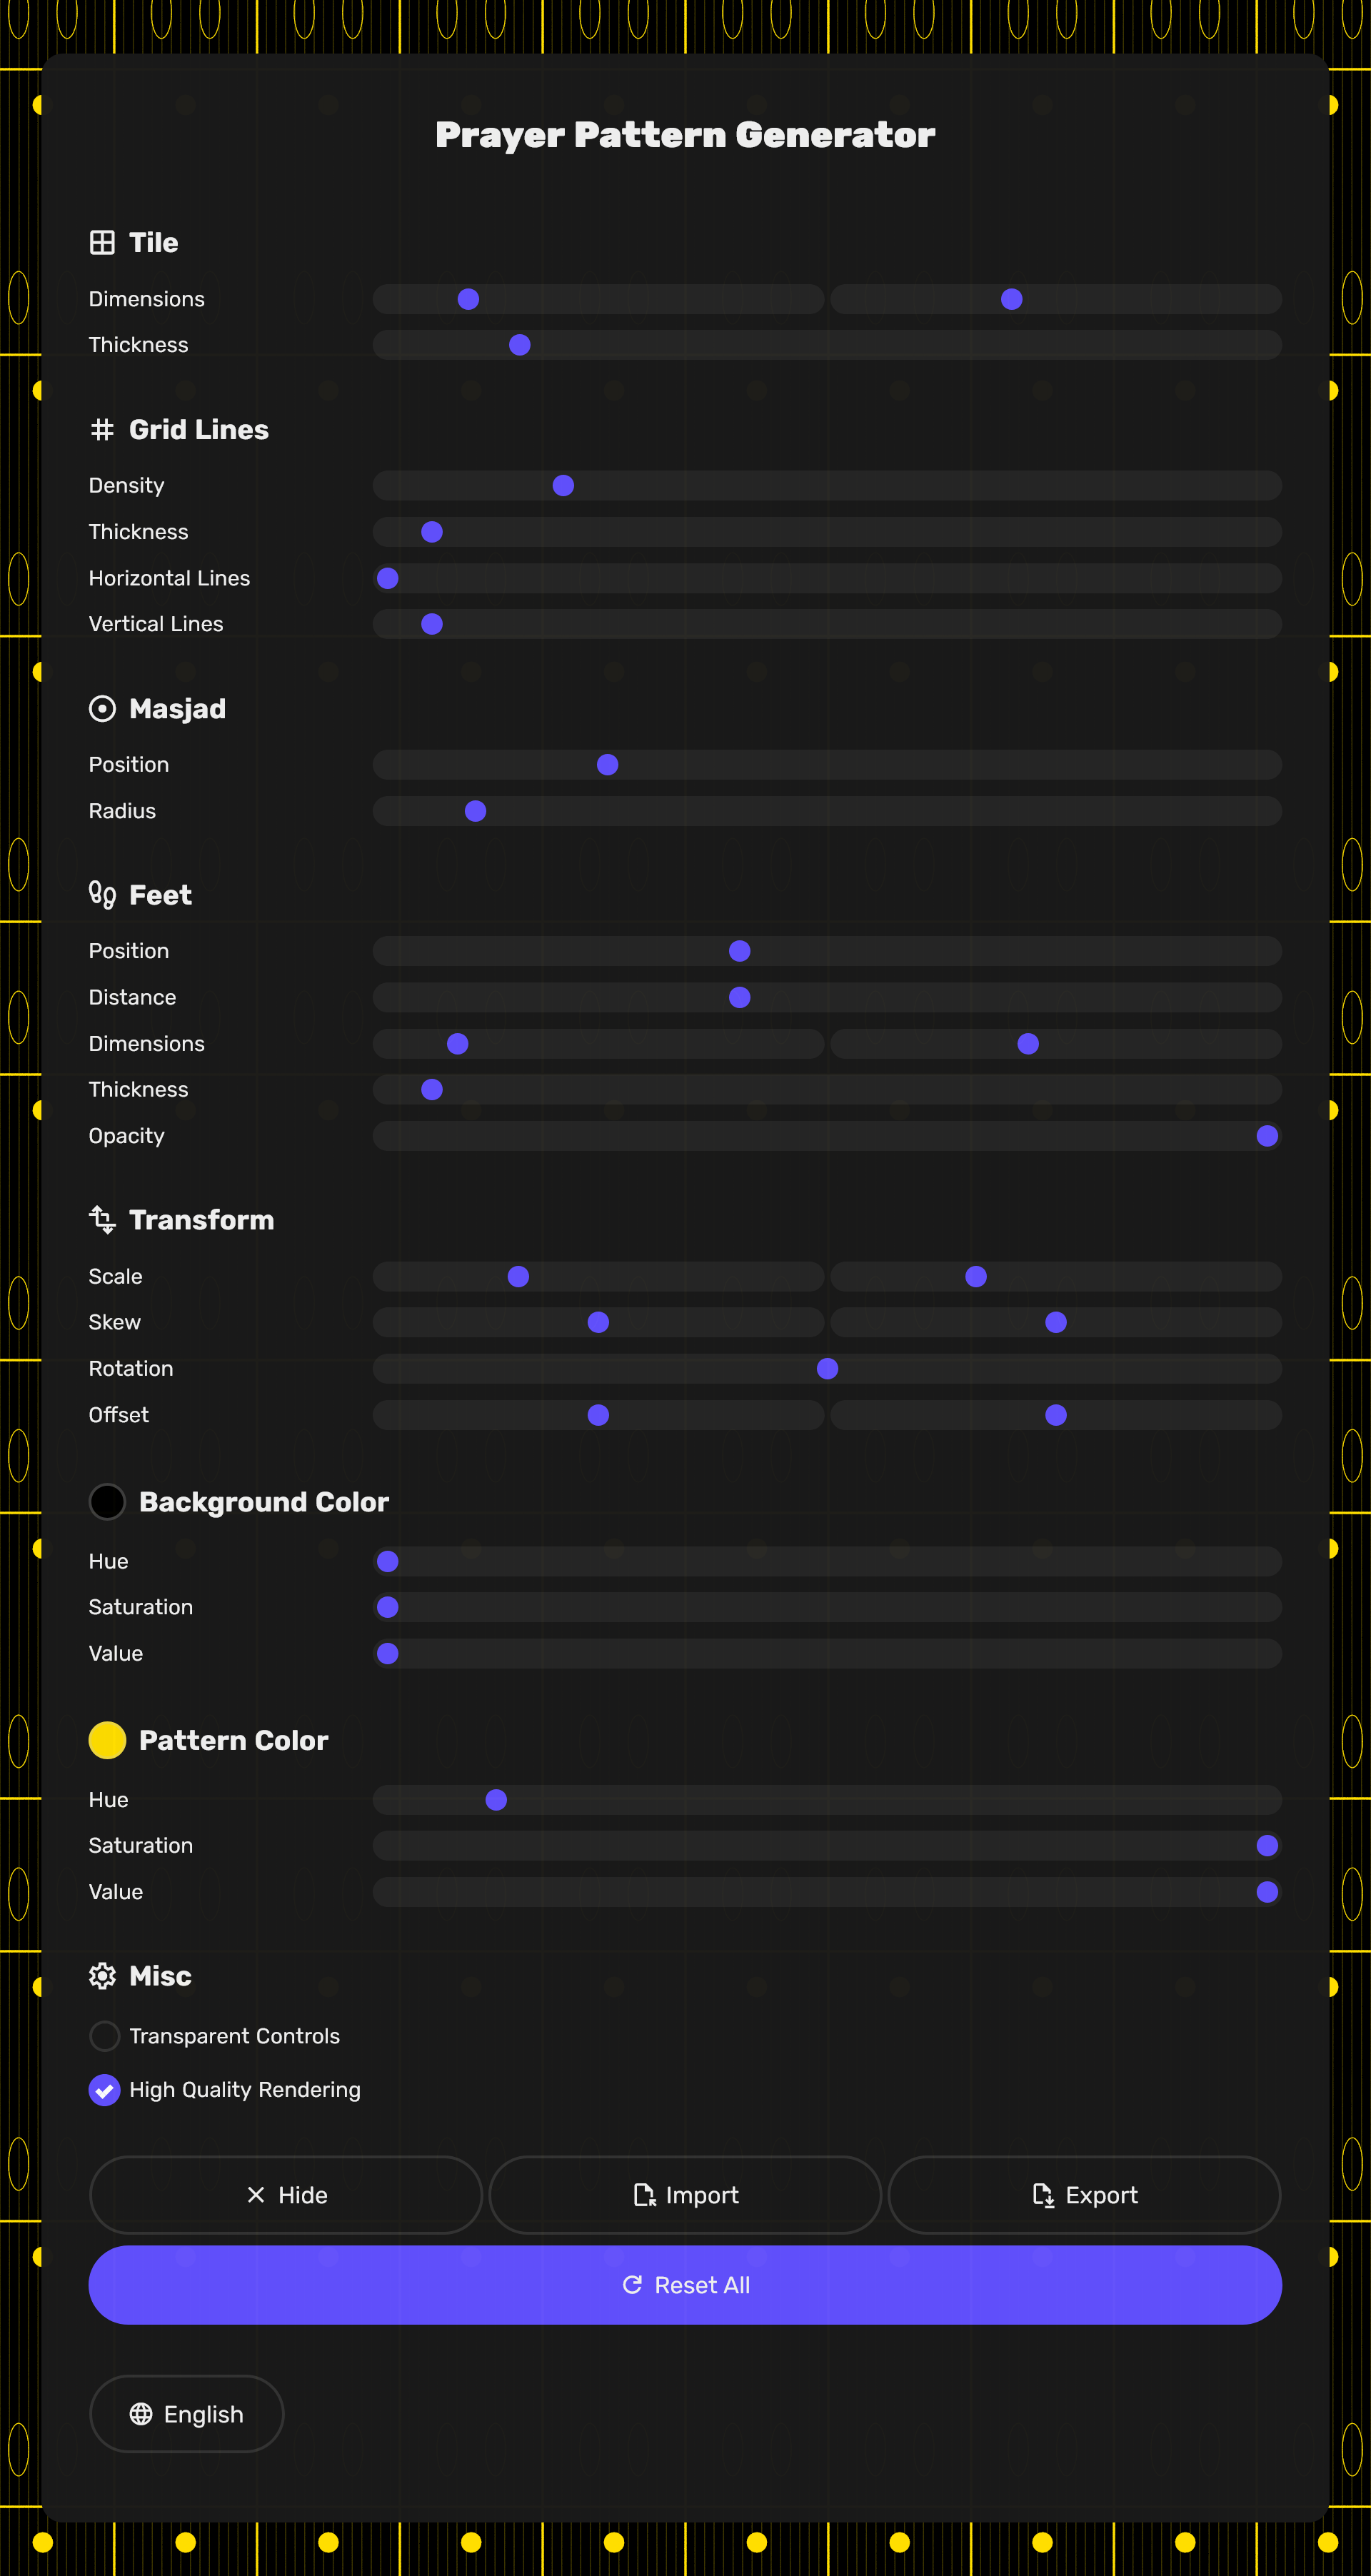 Prayer Pattern Generator
Tile
Dimensions
Thickness
Grid Lines
Density
Thickness
Horizontal Lines
Vertical Lines
Masjad
Position
Radius
Feet
Position
Distance
Dimensions
Thickness
Opacity
Transform
Scale
Skew
Rotation
Offset
Background Color
Hue
Saturation
Value
Pattern Color
Hue
Saturation
Value
Misc
Transparent Controls
High Quality Rendering
Hide Import Export
Reset All
English